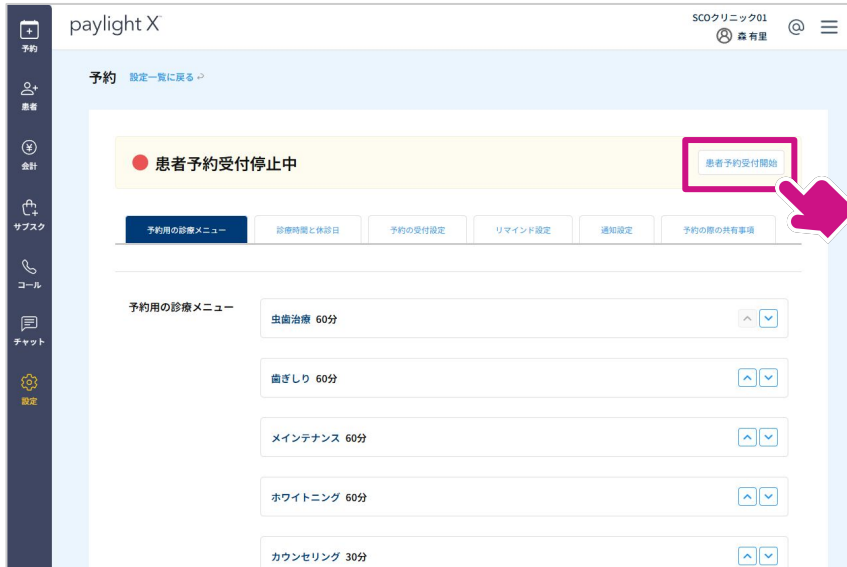 paylight X
SCOクリニック01
森 有里
予約
患者
会計
サブスク
コール
チャット
設定
予約 設定一覧に戻る
患者予約受付停止中
患者予約受付開始
予約用の診療メニュー
診療時間と休診日
予約の受付設定
リマインド設定
通知設定
予約の際の共有事項
予約用の診療メニュー
虫歯治療 60分
歯ぎしり 60分
メインテナンス 60分
ホワイトニング 60分
カウンセリング 30分